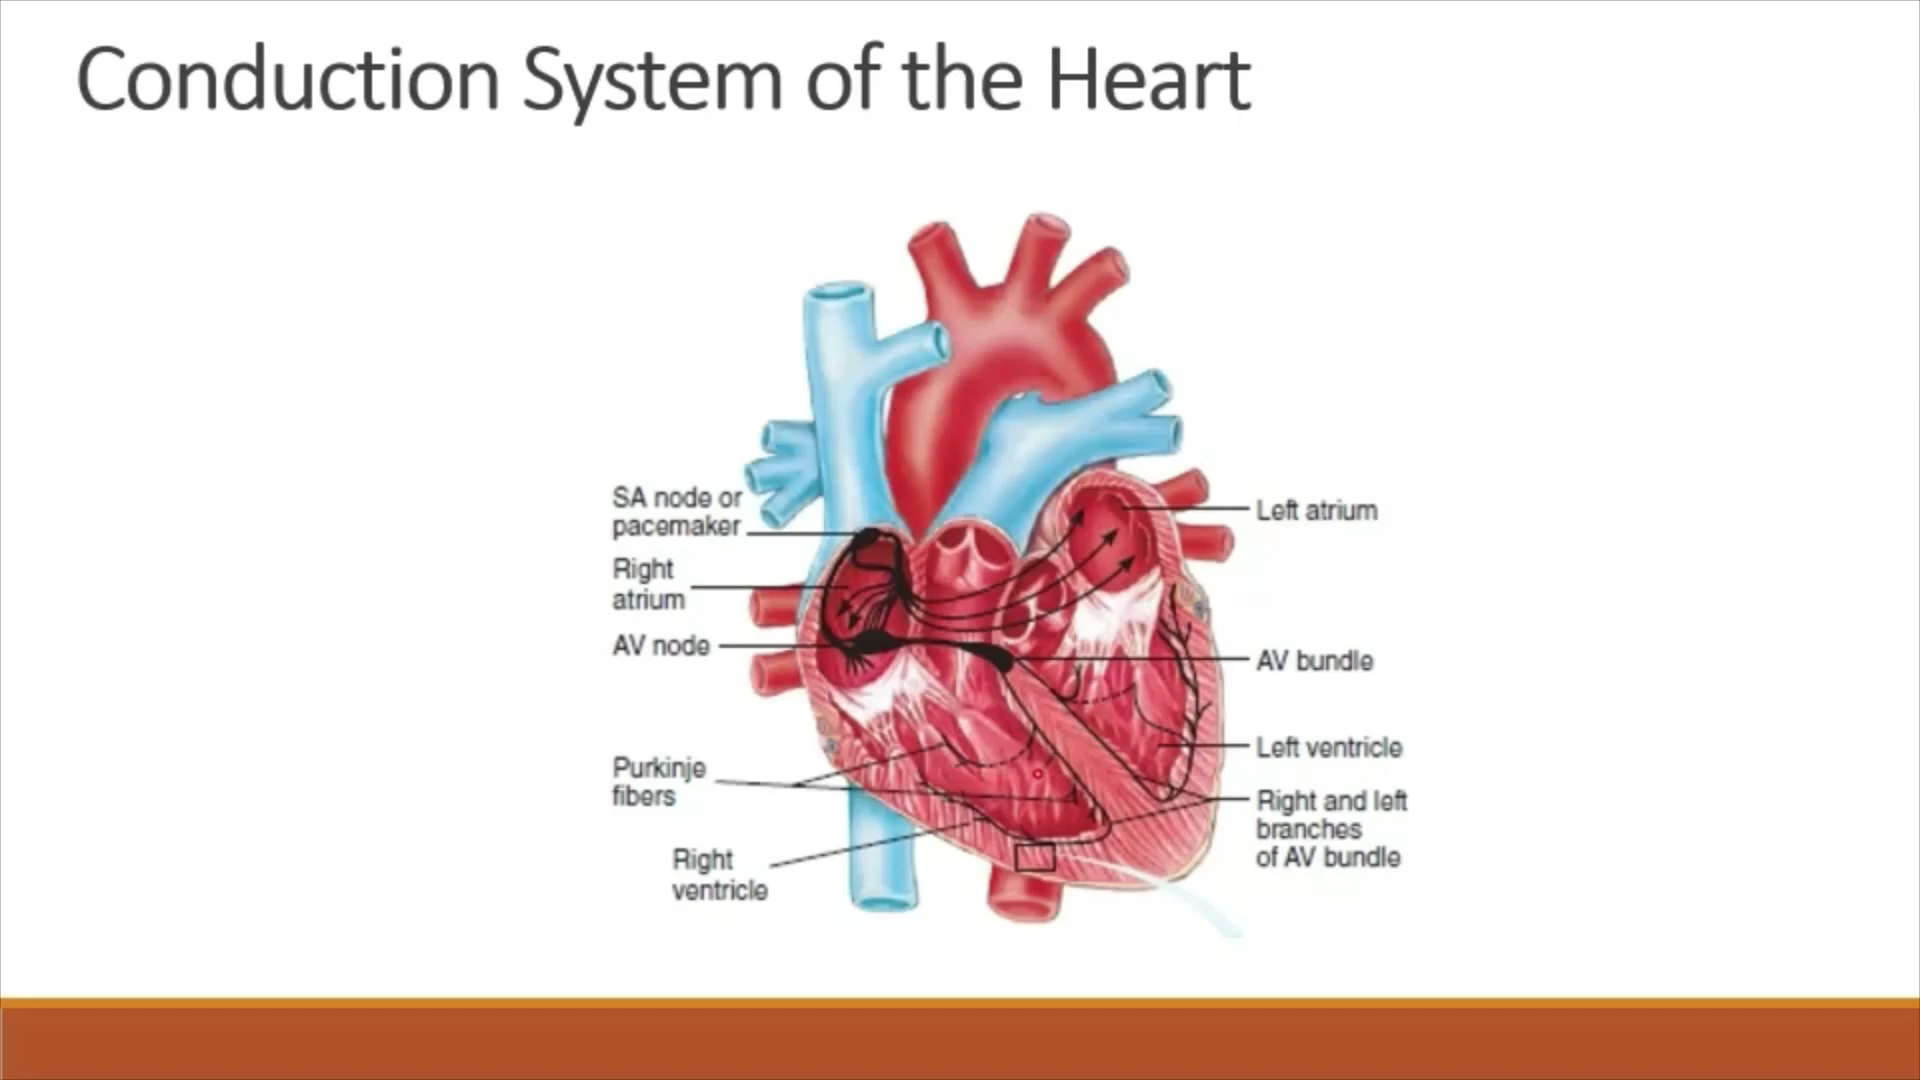 Conduction System of the Heart
SA node or
pacemaker
Right
atrium
AV node
Purkinje
fibers
Right
ventricle
Left atrium
AV bundle
Left ventricle
Right and left
branches
of AV bundle